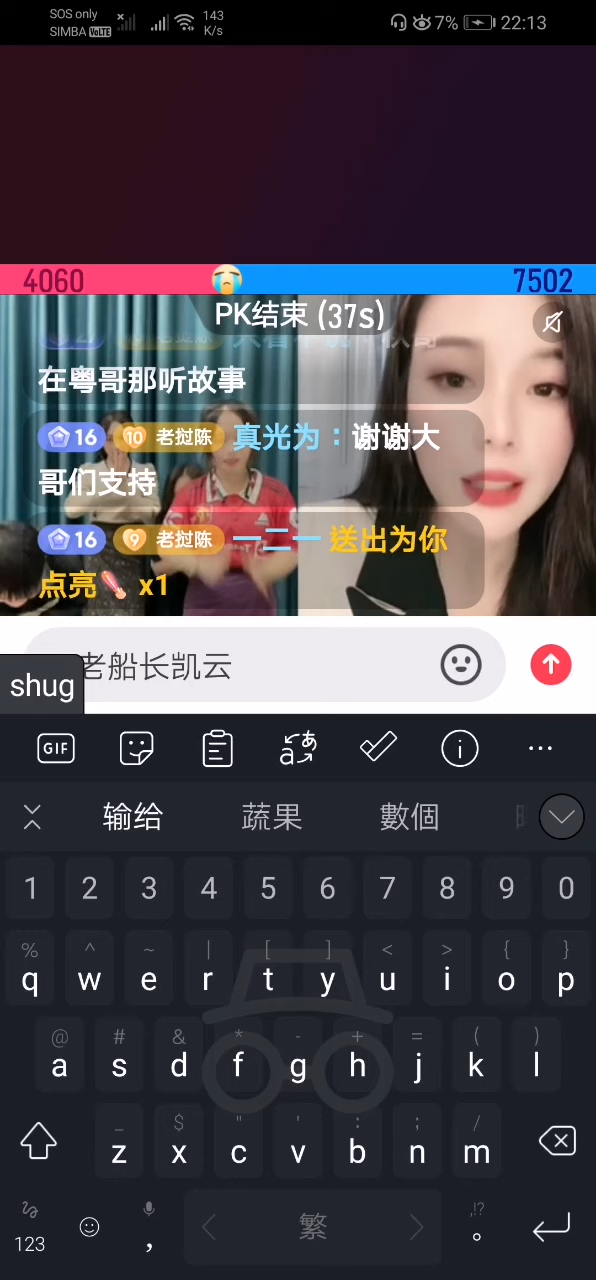 SOS only
SIMBA VoLTE
143
K/s
7% 22:13
4060 7502
PK结束 (37s)
在粤哥那听故事
16 10 老挝陈 真光为：谢谢大
哥们支持
16 9 老挝陈 一二一 送出为你
点亮 x1
老船长凯云
shug
GIF
输给 蔬果 數個
1 2 3 4 5 6 7 8 9 0
% ^ ~ | [ ] < > { }
q w e r t y u i o p
@ # & * - + = ( )
a s d f g h j k l
_ $ " ' : ; /
z x c v b n m
,!?
123 , 繁 。